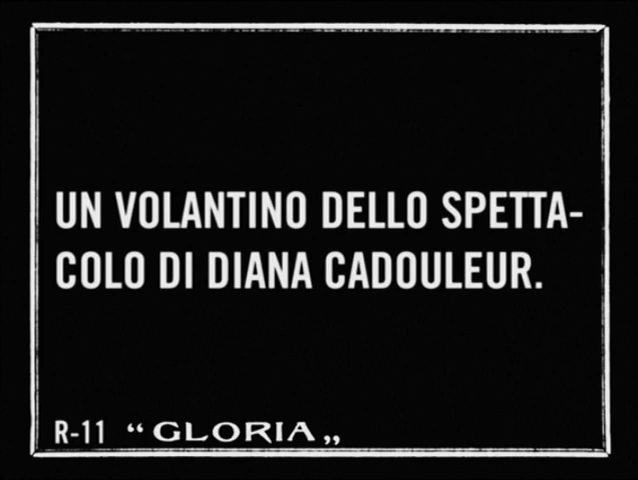 UN VOLANTINO DELLO SPETTA-
COLO DI DIANA CADOULEUR.
R-11 “GLORIA„